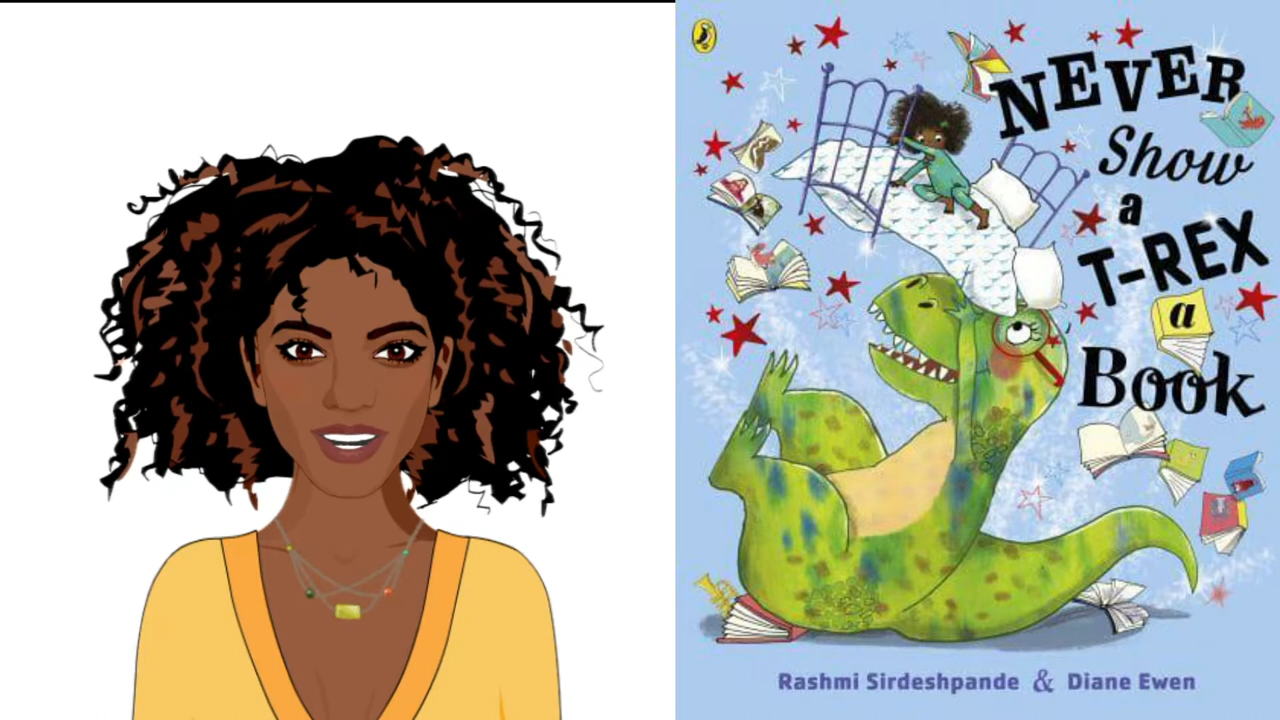 NEVER
Show
a
T-REX
a
Book
Rashmi Sirdeshpande & Diane Ewen